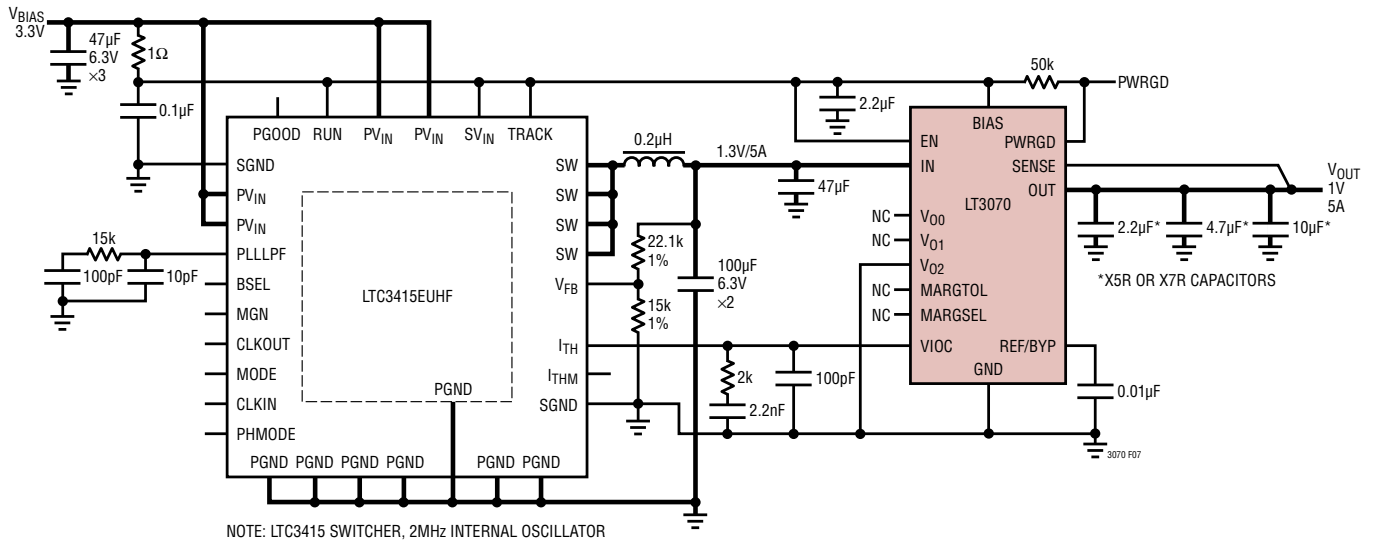 VBIAS
3.3V
47µF
6.3V
×3
1Ω
0.1µF
PGOOD RUN PVIN PVIN SVIN TRACK
SGND
PVIN
PVIN
PLLLPF
BSEL
MGN
CLKOUT
MODE
CLKIN
PHMODE
15k
100pF
10pF
LTC3415EUHF
PGND
PGND PGND PGND PGND PGND PGND
SW
SW
SW
SW
VFB
ITH
ITHM
SGND
0.2µH
1.3V/5A
22.1k
1%
15k
1%
100µF
6.3V
×2
47µF
2k
2.2nF
100pF
2.2µF
50k
PWRGD
BIAS
EN
IN
PWRGD
SENSE
OUT
LT3070
NC VO0
NC VO1
VO2
NC MARGTOL
NC MARGSEL
VIOC
REF/BYP
GND
0.01µF
VOUT
1V
5A
2.2µF* 4.7µF* 10µF*
*X5R OR X7R CAPACITORS
3070 F07
NOTE: LTC3415 SWITCHER, 2MHz INTERNAL OSCILLATOR